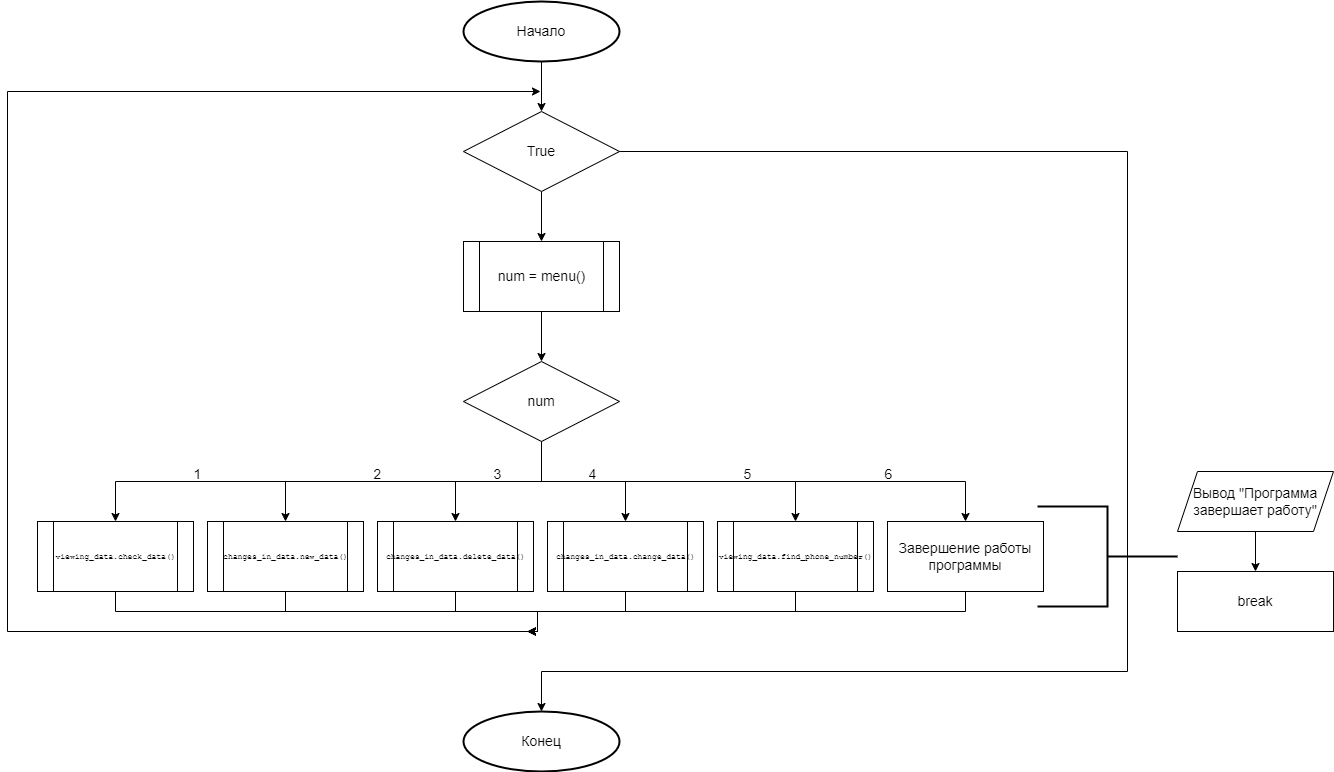 Начало
True
num = menu()
num
1
2
3
4
5
6
viewing_data.check_data()
changes_in_data.new_data()
changes_in_data.delete_data()
changes_in_data.change_data()
viewing_data.find_phone_number()
Завершение работы
программы
Вывод "Программа
завершает работу"
break
Конец